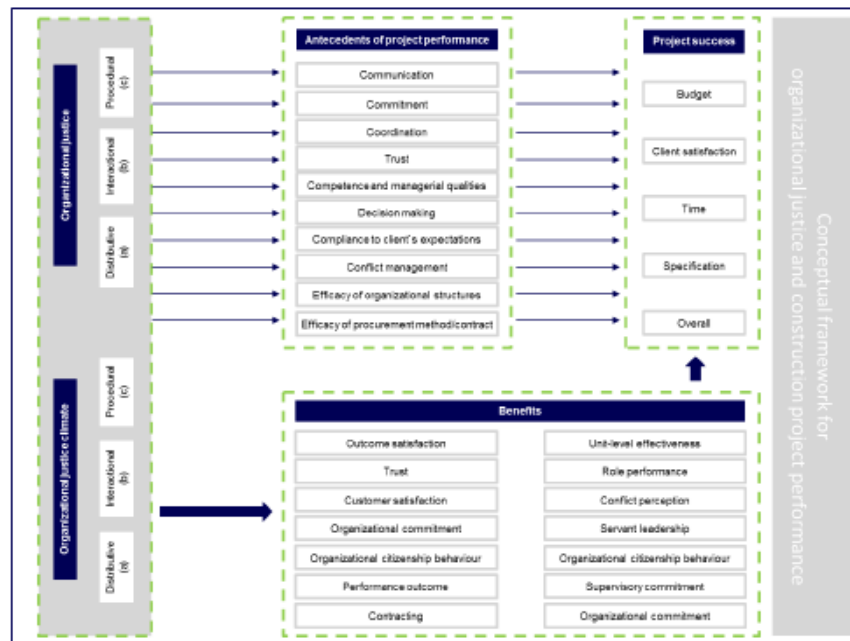 Organizational justice
Procedural
(c)
Interactional
(b)
Distributive
(a)
Organizational justice climate
Procedural
(c)
Interactional
(b)
Distributive
(a)
Antecedents of project performance
Communication
Commitment
Coordination
Trust
Competence and managerial qualities
Decision making
Compliance to client's expectations
Conflict management
Efficacy of organizational structures
Efficacy of procurement method/contract
Project success
Budget
Client satisfaction
Time
Specification
Overall
Benefits
Outcome satisfaction
Unit-level effectiveness
Trust
Role performance
Customer satisfaction
Conflict perception
Organizational commitment
Servant leadership
Organizational citizenship behaviour
Organizational citizenship behaviour
Performance outcome
Supervisory commitment
Contracting
Organizational commitment
Conceptual framework for
organizational justice and construction project performance